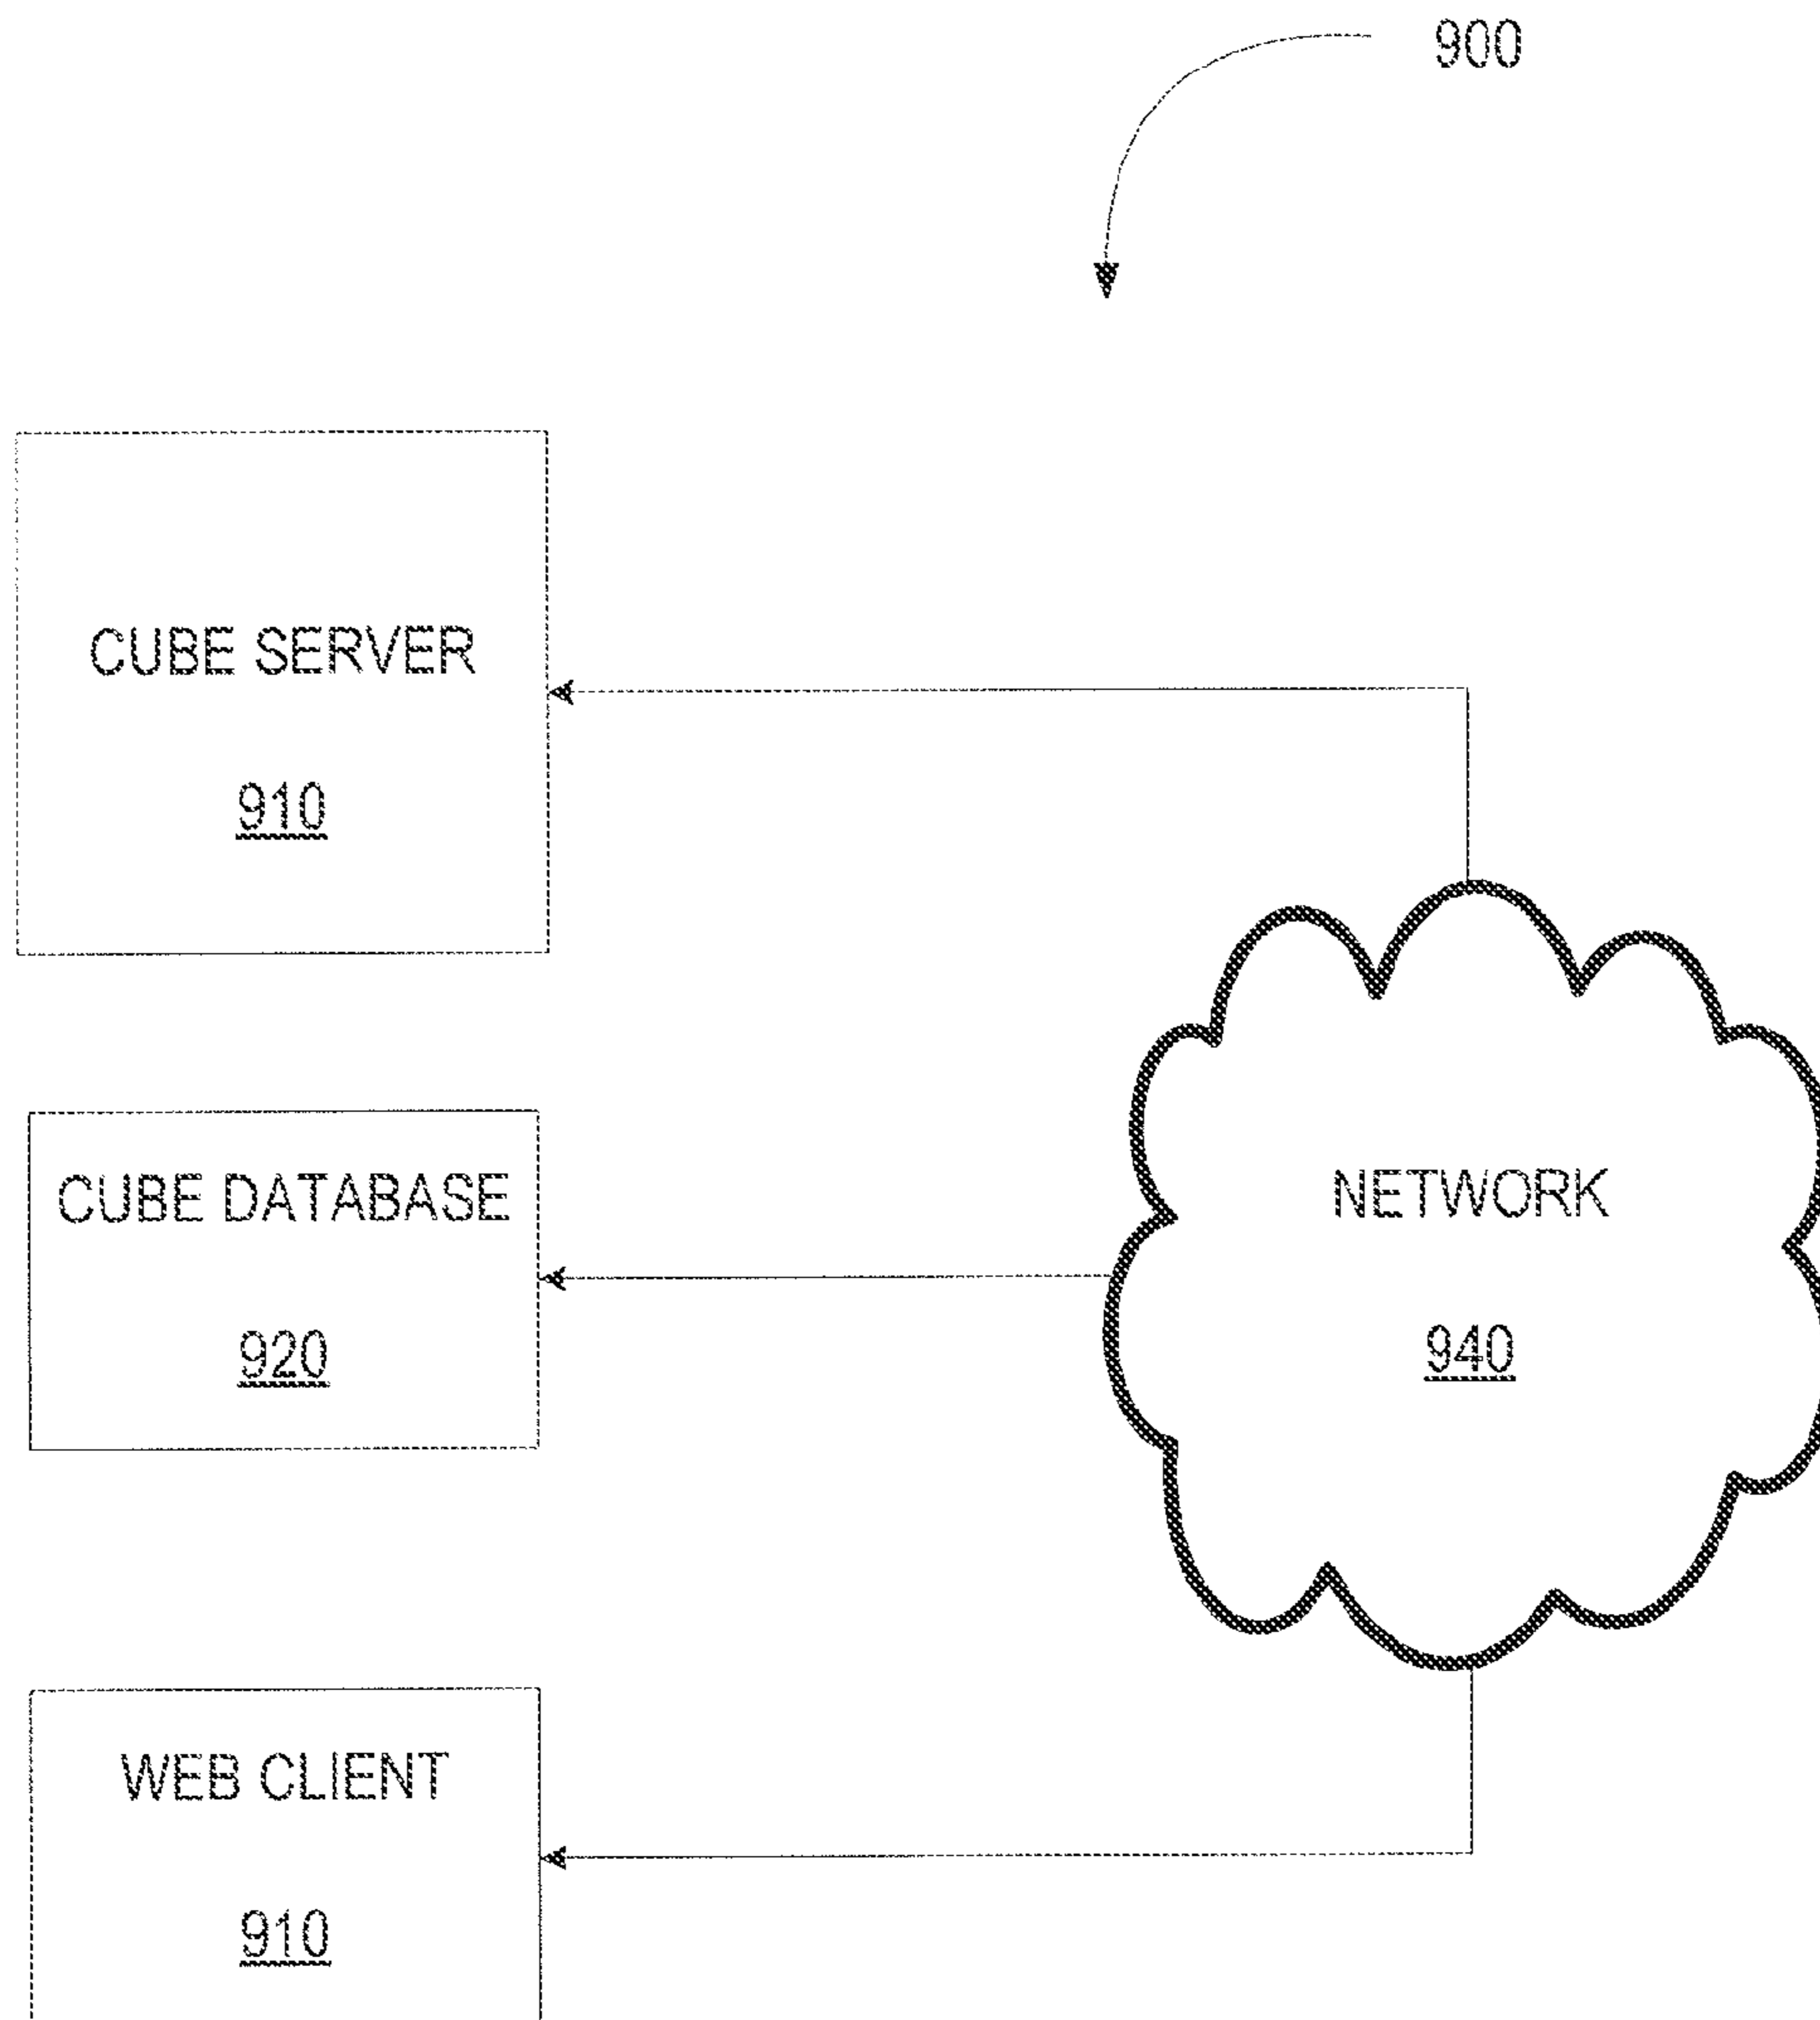 900
CUBE SERVER
910
CUBE DATABASE
920
NETWORK
940
WEB CLIENT
910